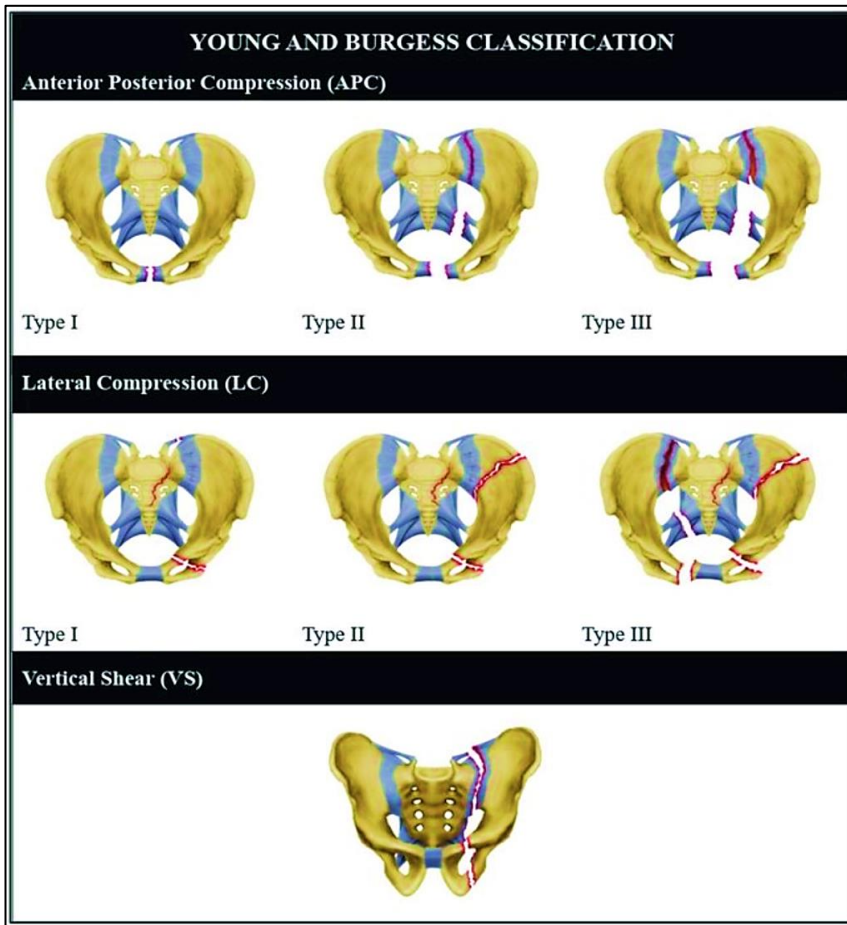 YOUNG AND BURGESS CLASSIFICATION
Anterior Posterior Compression (APC)
Type I
Type II
Type III
Lateral Compression (LC)
Type I
Type II
Type III
Vertical Shear (VS)